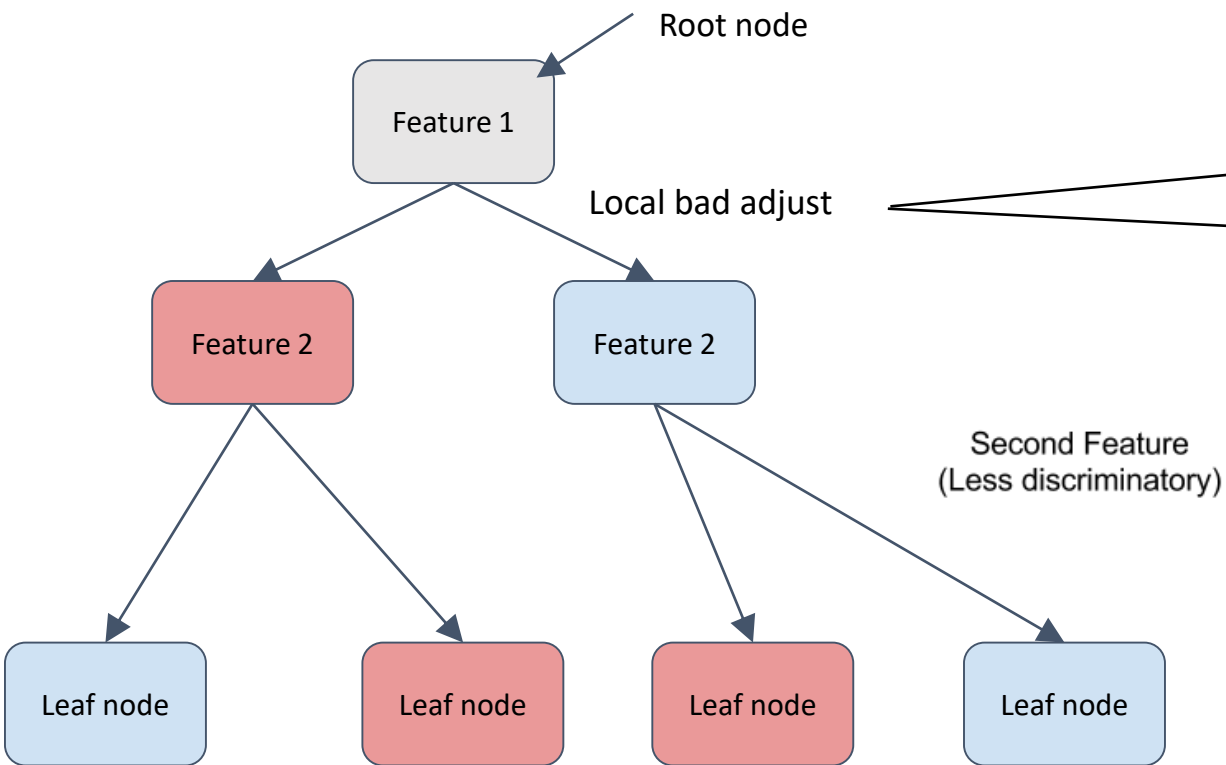 Root node
Feature 1
Local bad adjust
Feature 2
Feature 2
Second Feature
(Less discriminatory)
Leaf node
Leaf node
Leaf node
Leaf node